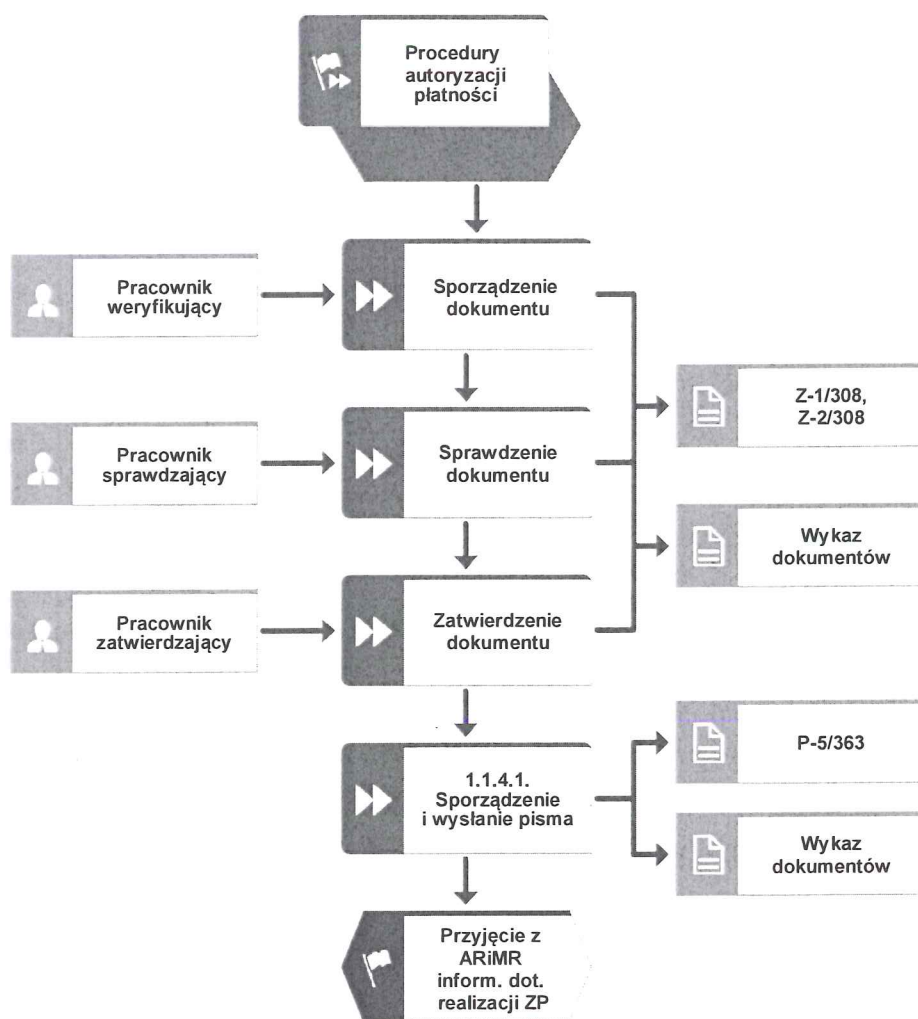 Procedury
autoryzacji
płatności
Pracownik
weryfikujący
Sporządzenie
dokumentu
Z-1/308,
Z-2/308
Pracownik
sprawdzający
Sprawdzenie
dokumentu
Wykaz
dokumentów
Pracownik
zatwierdzający
Zatwierdzenie
dokumentu
1.1.4.1.
Sporządzenie
i wysłanie pisma
P-5/363
Wykaz
dokumentów
Przyjęcie z
ARiMR
inform. dot.
realizacji ZP